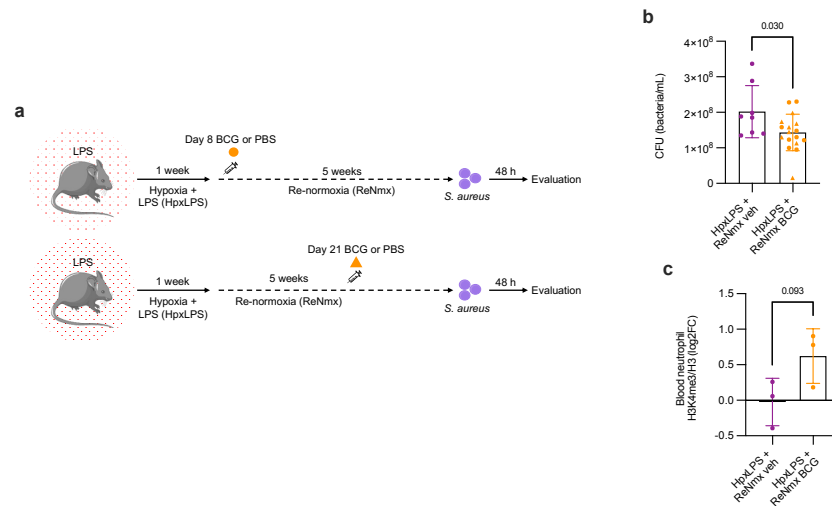 a
LPS
Day 8 BCG or PBS
1 week
5 weeks
48 h
Evaluation
Hypoxia +
LPS (HpxLPS)
Re-normoxia (ReNmx)
S. aureus
LPS
Day 21 BCG or PBS
1 week
5 weeks
48 h
Evaluation
Hypoxia +
LPS (HpxLPS)
Re-normoxia (ReNmx)
S. aureus
b
0.030
CFU (bacteria/mL)
4×10⁸
3×10⁸
2×10⁸
1×10⁸
0
HpxLPS +
ReNmx veh
HpxLPS +
ReNmx BCG
c
0.093
Blood neutrophil
H3K4me3/H3 (log2FC)
1.5
1.0
0.5
0.0
-0.5
HpxLPS +
ReNmx veh
HpxLPS +
ReNmx BCG